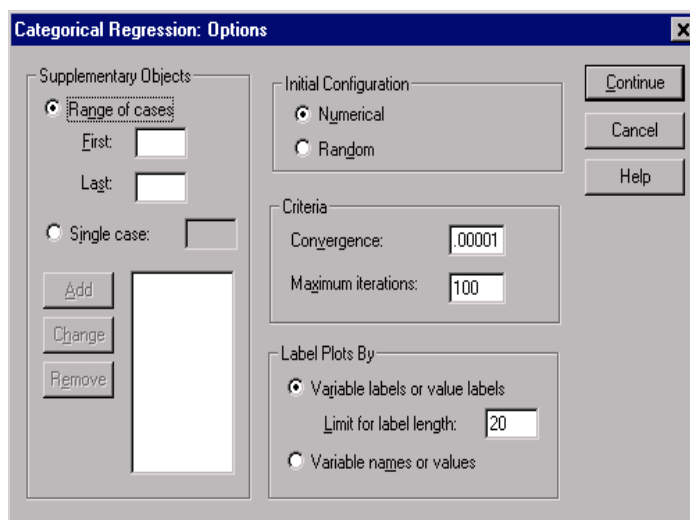 Categorical Regression: Options
Supplementary Objects
Range of cases
First:
Last:
Single case:
Add
Change
Remove
Initial Configuration
Numerical
Random
Criteria
Convergence: .00001
Maximum iterations: 100
Label Plots By
Variable labels or value labels
Limit for label length: 20
Variable names or values
Continue
Cancel
Help